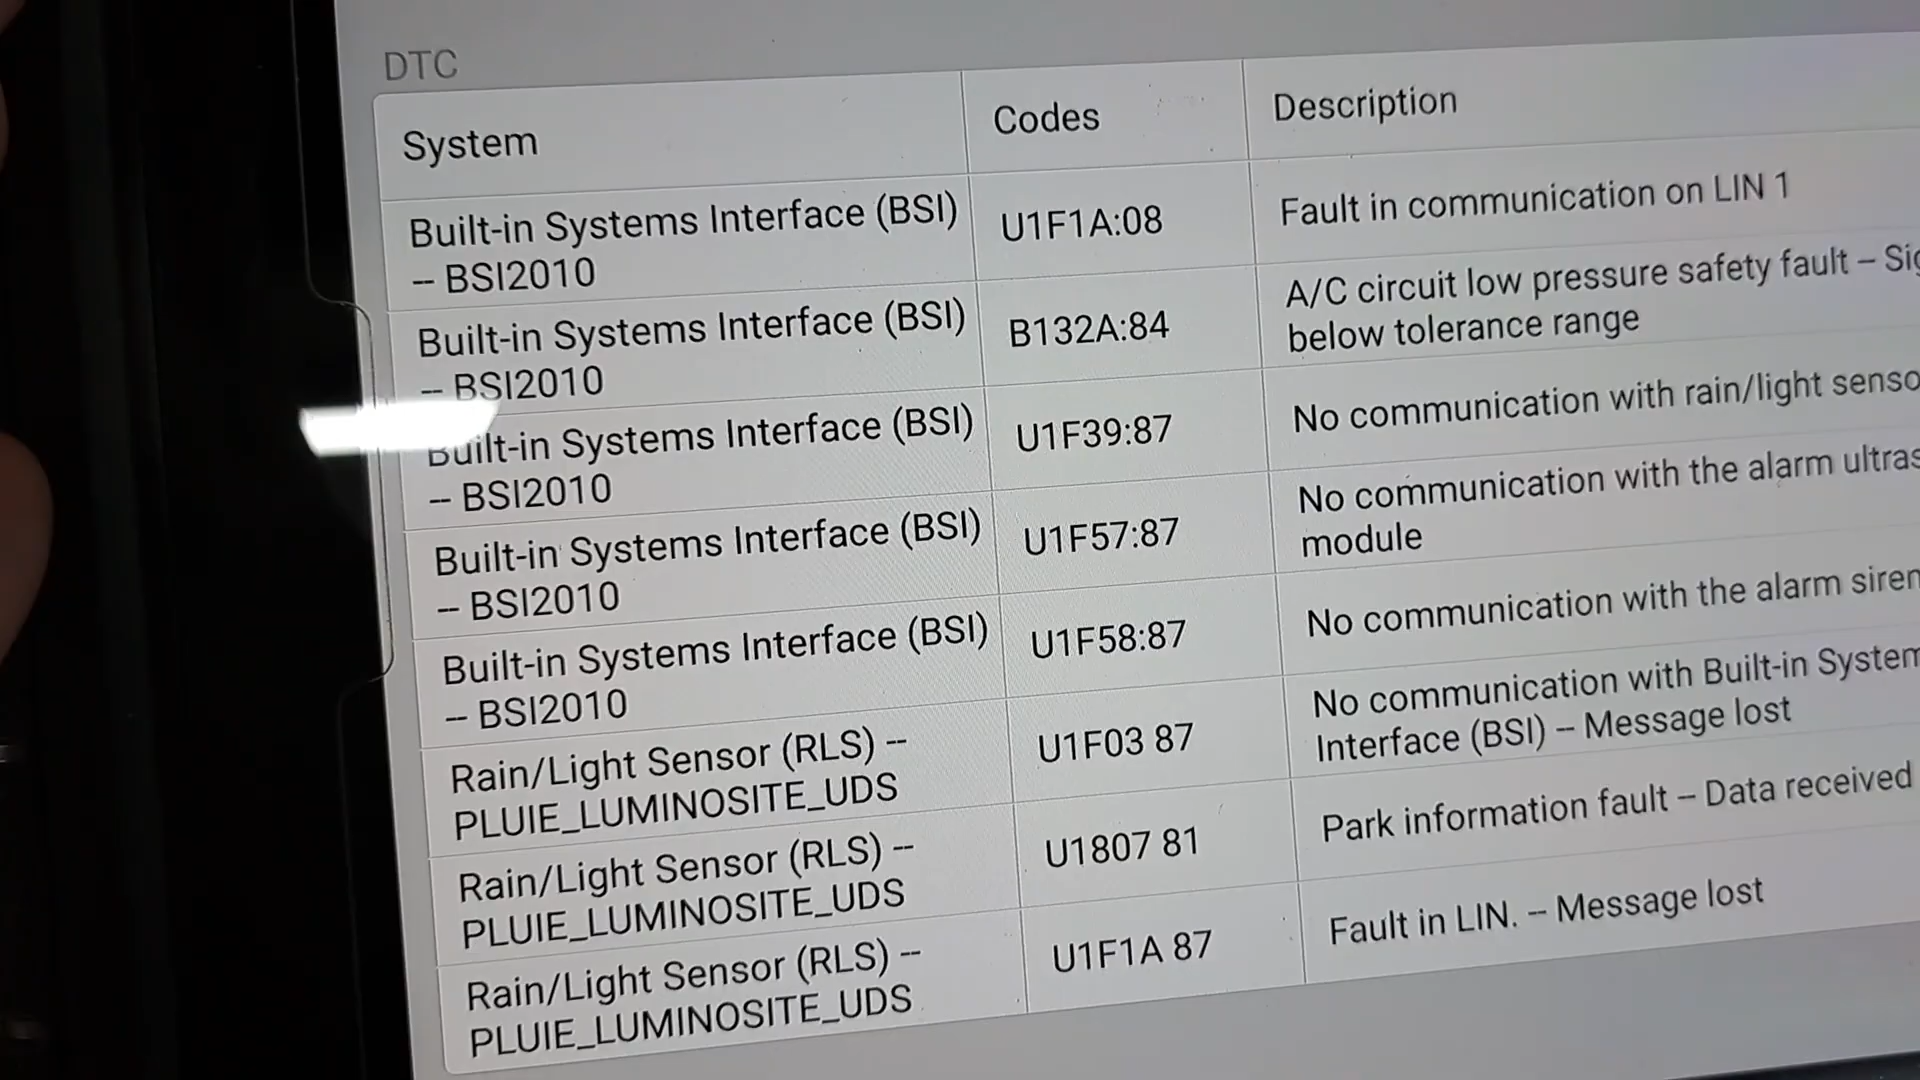 DTC
System
Codes
Description
Built-in Systems Interface (BSI)
-- BSI2010
U1F1A:08
Fault in communication on LIN 1
Built-in Systems Interface (BSI)
-- BSI2010
B132A:84
A/C circuit low pressure safety fault – Sig
below tolerance range
Built-in Systems Interface (BSI)
-- BSI2010
U1F39:87
No communication with rain/light senso
Built-in Systems Interface (BSI)
-- BSI2010
U1F57:87
No communication with the alarm ultras
module
Built-in Systems Interface (BSI)
-- BSI2010
U1F58:87
No communication with the alarm siren
Rain/Light Sensor (RLS) --
PLUIE_LUMINOSITE_UDS
U1F03 87
No communication with Built-in System
Interface (BSI) – Message lost
Rain/Light Sensor (RLS) --
PLUIE_LUMINOSITE_UDS
U1807 81
Park information fault – Data received
Rain/Light Sensor (RLS) --
PLUIE_LUMINOSITE_UDS
U1F1A 87
Fault in LIN. – Message lost